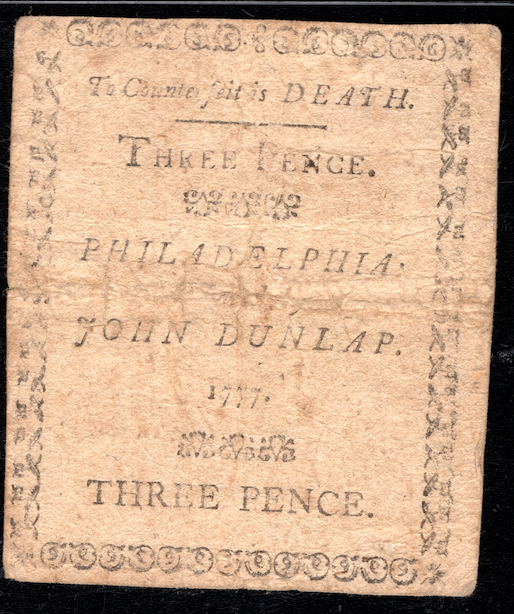 To Counterfeit is DEATH.
THREE PENCE.
PHILADELPHIA:
JOHN DUNLAP.
1777.
THREE PENCE.